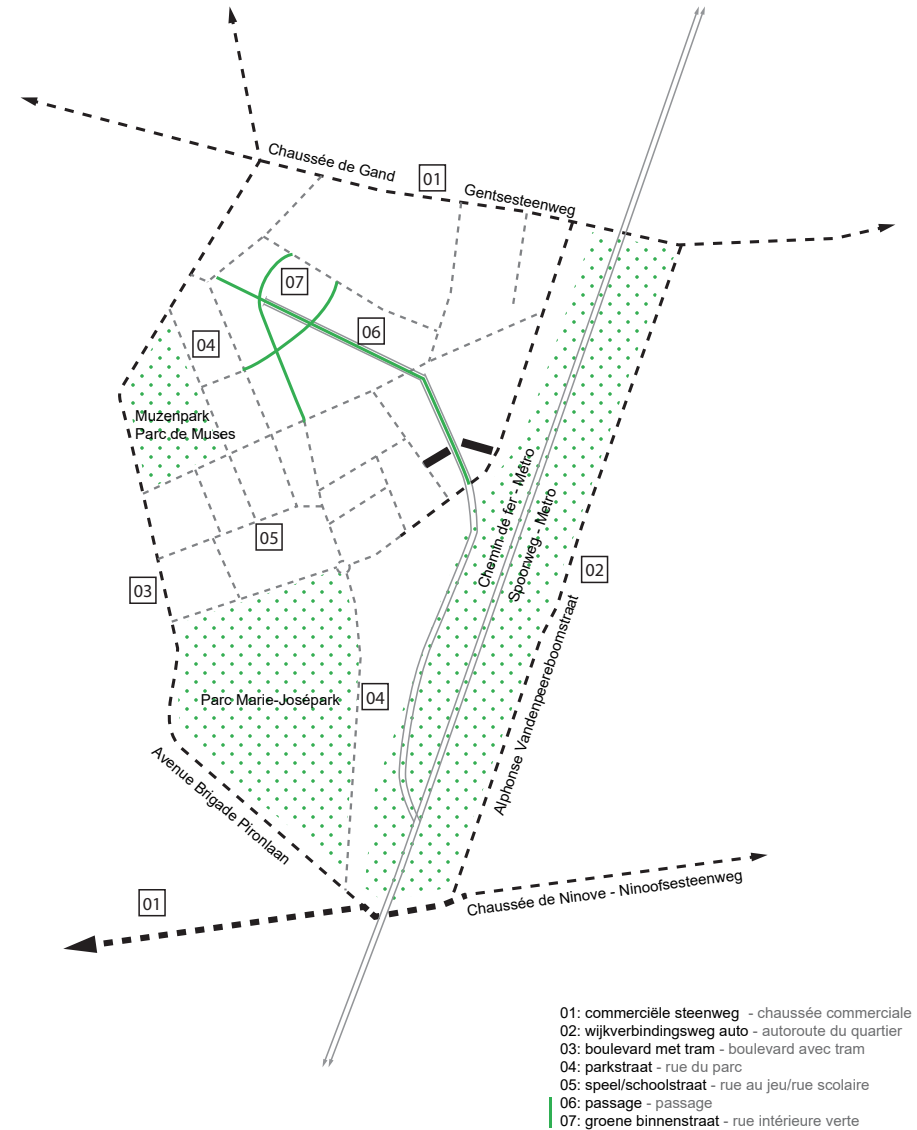 Chaussée de Gand
01
Gentsesteenweg
07
06
04
Muzenpark
Parc de Muses
Chemin de fer - Métro
Spoorweg - Metro
05
02
03
Alphonse Vandenpeereboomstraat
Parc Marie-Josépark
04
Avenue Brigade Pironlaan
01
Chaussée de Ninove - Ninoofsesteenweg
01: commerciële steenweg - chaussée commerciale
02: wijkverbindingsweg auto - autoroute du quartier
03: boulevard met tram - boulevard avec tram
04: parkstraat - rue du parc
05: speel/schoolstraat - rue au jeu/rue scolaire
06: passage - passage
07: groene binnenstraat - rue intérieure verte